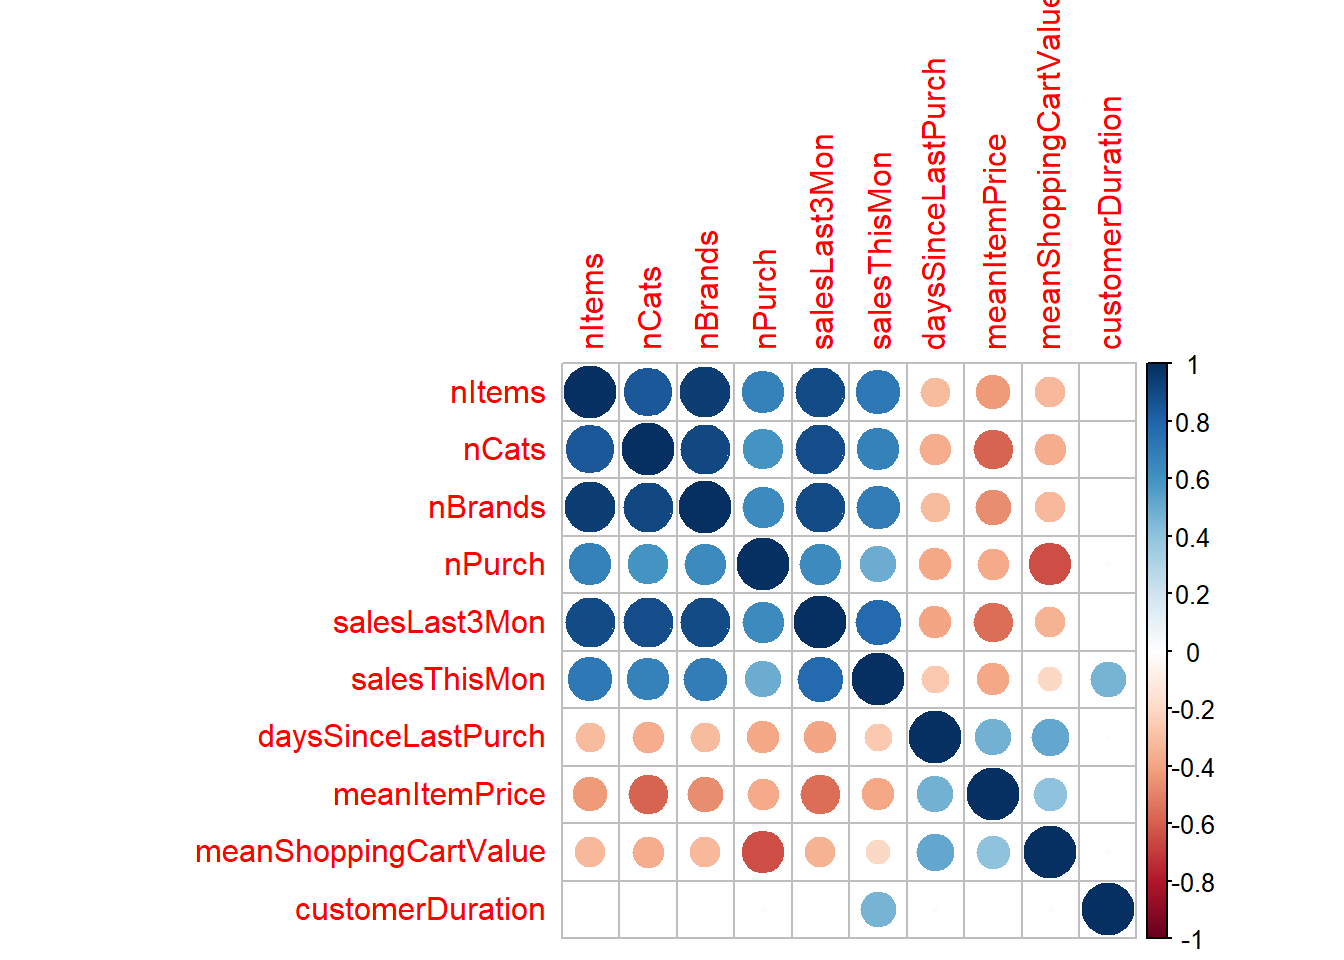 nItems
nCats
nBrands
nPurch
salesLast3Mon
salesThisMon
daysSinceLastPurch
meanItemPrice
meanShoppingCartValue
customerDuration
nItems
nCats
nBrands
nPurch
salesLast3Mon
salesThisMon
daysSinceLastPurch
meanItemPrice
meanShoppingCartValue
customerDuration
1
0.8
0.6
0.4
0.2
0
-0.2
-0.4
-0.6
-0.8
-1